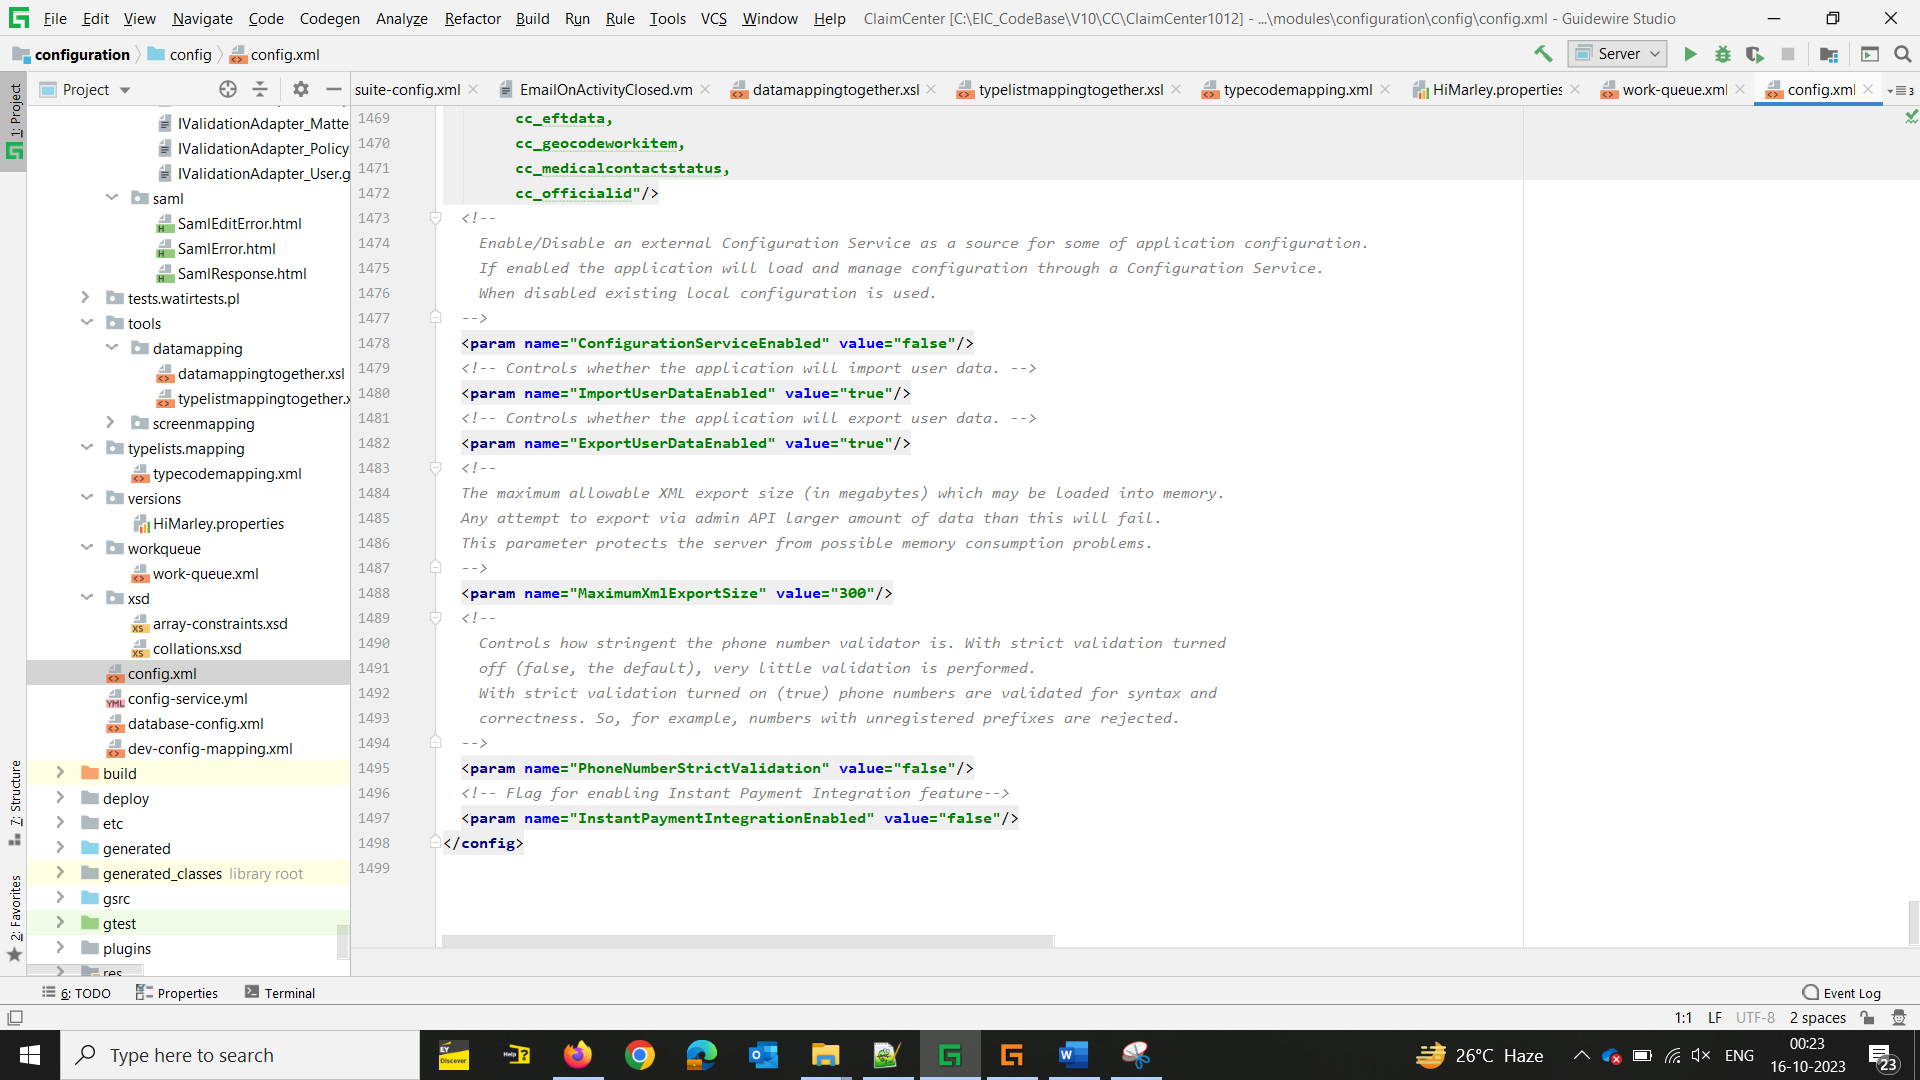 File Edit View Navigate Code Codegen Analyze Refactor Build Run Rule Tools VCS Window Help ClaimCenter [C:\EIC_CodeBase\V10\CC\ClaimCenter1012] - ...\modules\configuration\config\config.xml - Guidewire Studio
configuration config config.xml Server
Project suite-config.xml EmailOnActivityClosed.vm datamappingtogether.xsl typelistmappingtogether.xsl typecodemapping.xml HiMarley.properties work-queue.xml config.xml 3
1: Project
7: Structure
2: Favorites
IValidationAdapter_Matte
IValidationAdapter_Policy
IValidationAdapter_User.g
saml
SamlEditError.html
SamlError.html
SamlResponse.html
tests.watirtests.pl
tools
datamapping
datamappingtogether.xsl
typelistmappingtogether.x
screenmapping
typelists.mapping
typecodemapping.xml
versions
HiMarley.properties
workqueue
work-queue.xml
xsd
array-constraints.xsd
collations.xsd
config.xml
config-service.yml
database-config.xml
dev-config-mapping.xml
build
deploy
etc
generated
generated_classes library root
gsrc
gtest
plugins
res
1469 cc_eftdata,
1470 cc_geocodeworkitem,
1471 cc_medicalcontactstatus,
1472 cc_officialid"/>
1473 <!--
1474 Enable/Disable an external Configuration Service as a source for some of application configuration.
1475 If enabled the application will load and manage configuration through a Configuration Service.
1476 When disabled existing local configuration is used.
1477 -->
1478 <param name="ConfigurationServiceEnabled" value="false"/>
1479 <!-- Controls whether the application will import user data. -->
1480 <param name="ImportUserDataEnabled" value="true"/>
1481 <!-- Controls whether the application will export user data. -->
1482 <param name="ExportUserDataEnabled" value="true"/>
1483 <!--
1484 The maximum allowable XML export size (in megabytes) which may be loaded into memory.
1485 Any attempt to export via admin API larger amount of data than this will fail.
1486 This parameter protects the server from possible memory consumption problems.
1487 -->
1488 <param name="MaximumXmlExportSize" value="300"/>
1489 <!--
1490 Controls how stringent the phone number validator is. With strict validation turned
1491 off (false, the default), very little validation is performed.
1492 With strict validation turned on (true) phone numbers are validated for syntax and
1493 correctness. So, for example, numbers with unregistered prefixes are rejected.
1494 -->
1495 <param name="PhoneNumberStrictValidation" value="false"/>
1496 <!-- Flag for enabling Instant Payment Integration feature-->
1497 <param name="InstantPaymentIntegrationEnabled" value="false"/>
1498 </config>
1499
6: TODO Properties Terminal Event Log
1:1 LF UTF-8 2 spaces
Type here to search EY Discover Help ? 26°C Haze ENG 00:23
16-10-2023 23